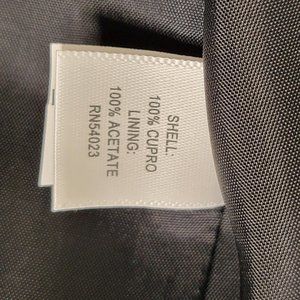 SHELL:
100% CUPRO
LINING:
100% ACETATE
RN54023